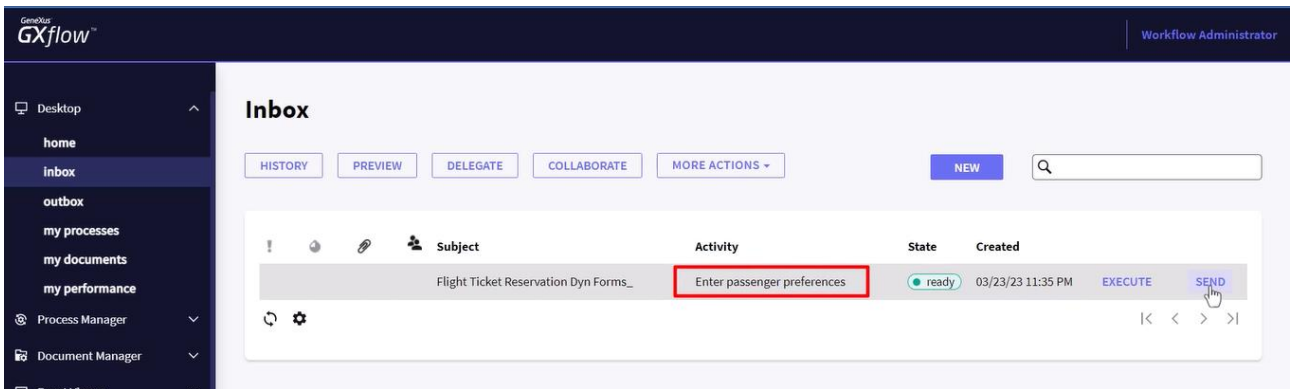 GeneXus
GXflow™
Workflow Administrator
Desktop
home
inbox
outbox
my processes
my documents
my performance
Process Manager
Document Manager
Inbox
HISTORY PREVIEW DELEGATE COLLABORATE MORE ACTIONS NEW
Subject Activity State Created
Flight Ticket Reservation Dyn Forms_ Enter passenger preferences ready 03/23/23 11:35 PM EXECUTE SEND